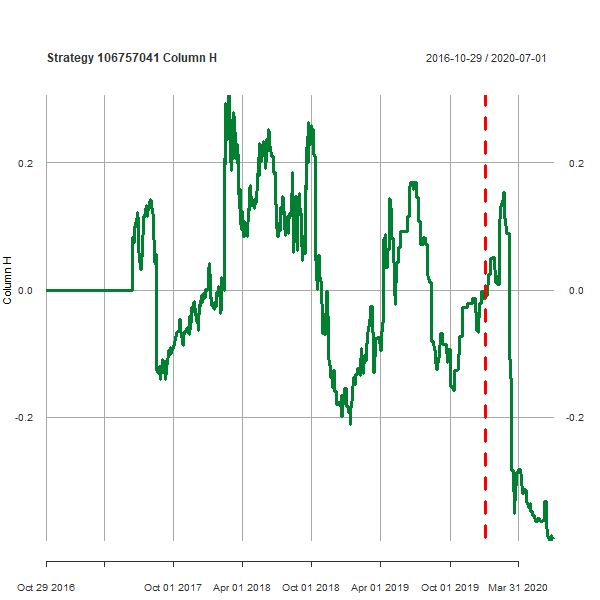 Strategy 106757041 Column H
2016-10-29 / 2020-07-01
0.2
0.2
0.0
0.0
-0.2
-0.2
Column H
Oct 29 2016
Oct 01 2017
Apr 01 2018
Oct 01 2018
Apr 01 2019
Oct 01 2019
Mar 31 2020